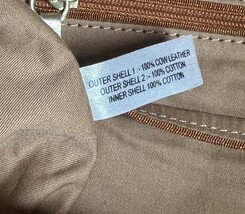 OUTER SHELL 1 :-100% COW LEATHER
OUTER SHELL 2 :- 100% COTTON
INNER SHELL 100% COTTON